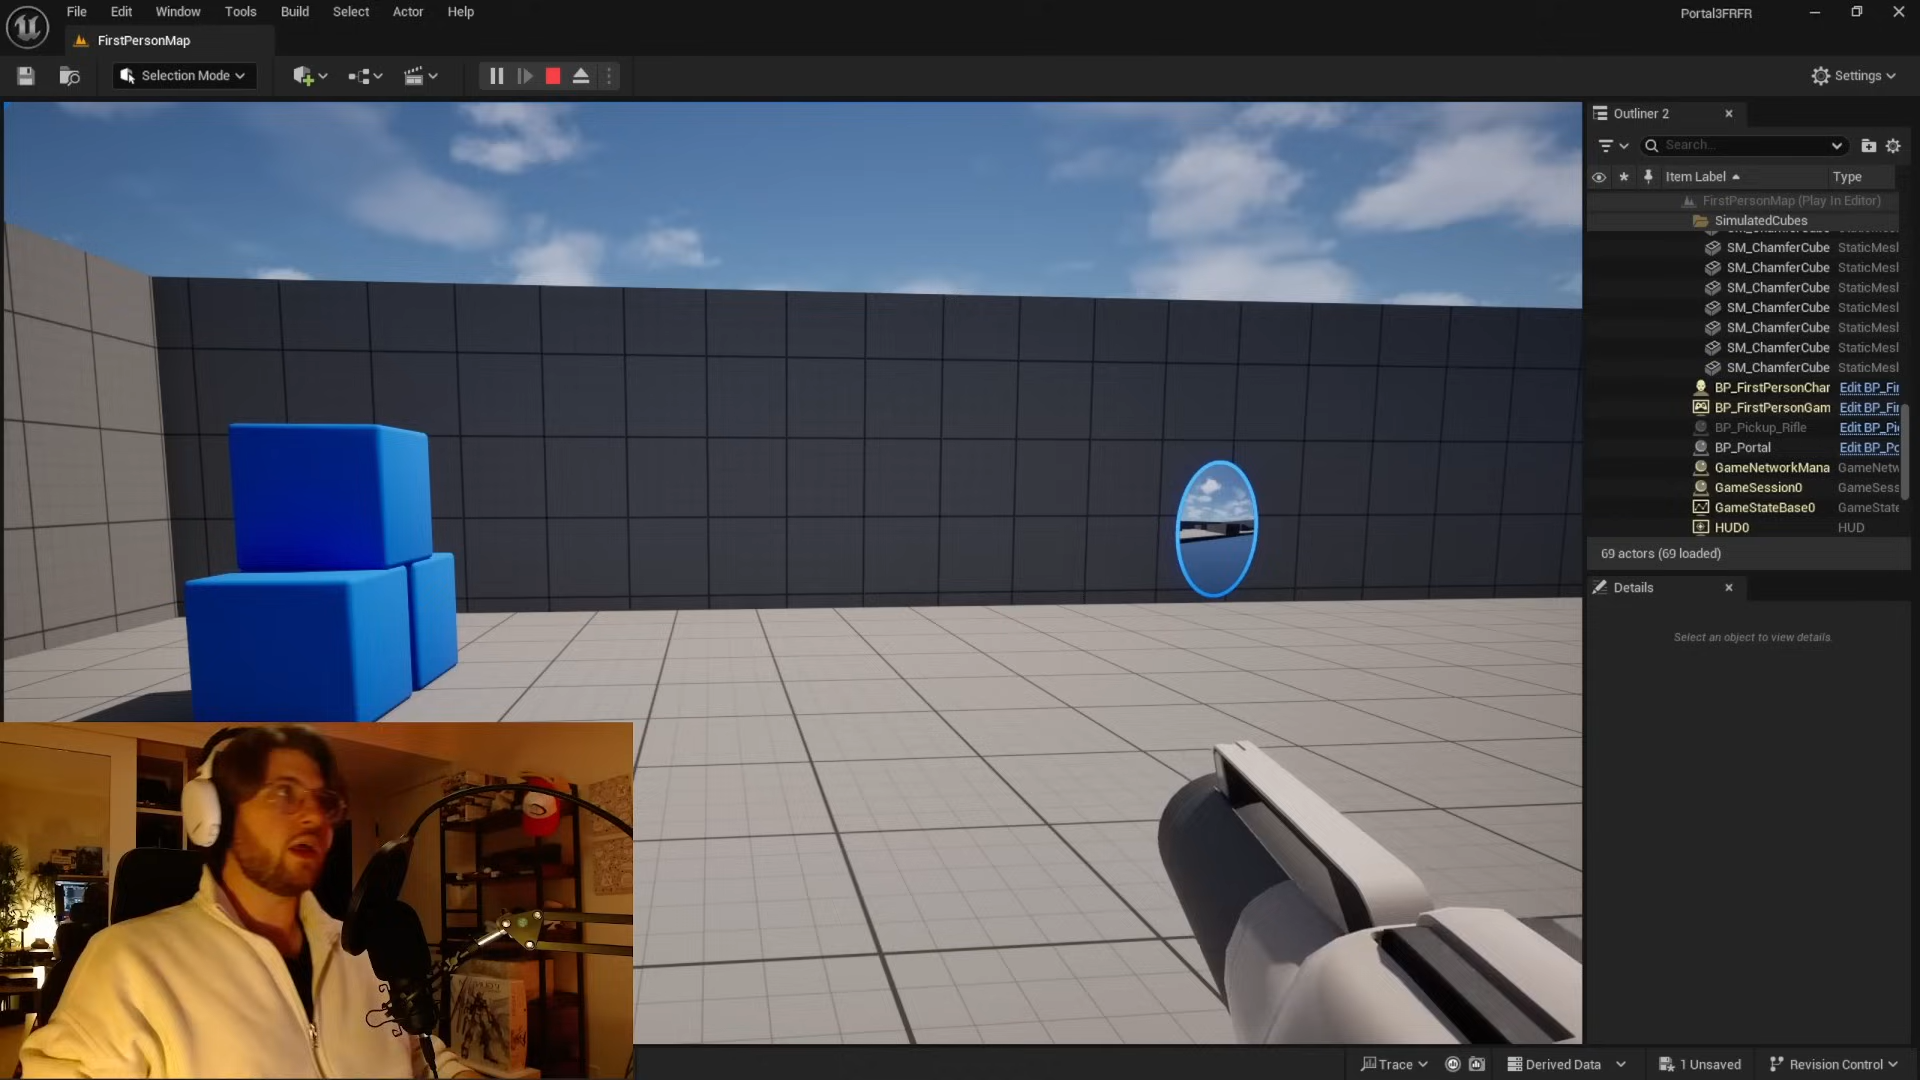 File Edit Window Tools Build Select Actor Help
Portal3FRFR
FirstPersonMap
Selection Mode
Settings
Outliner 2
Search...
Item Label Type
FirstPersonMap (Play In Editor)
SimulatedCubes
SM_ChamferCube StaticMesl
SM_ChamferCube StaticMesl
SM_ChamferCube StaticMesl
SM_ChamferCube StaticMesl
SM_ChamferCube StaticMesl
SM_ChamferCube StaticMesl
SM_ChamferCube StaticMesl
BP_FirstPersonChar Edit BP_Fir
BP_FirstPersonGam Edit BP_Fir
BP_Pickup_Rifle Edit BP_Pi
BP_Portal Edit BP_Po
GameNetworkMana GameNetw
GameSession0 GameSess
GameStateBase0 GameState
HUD0 HUD
69 actors (69 loaded)
Details
Select an object to view details.
Trace
Derived Data
1 Unsaved
Revision Control